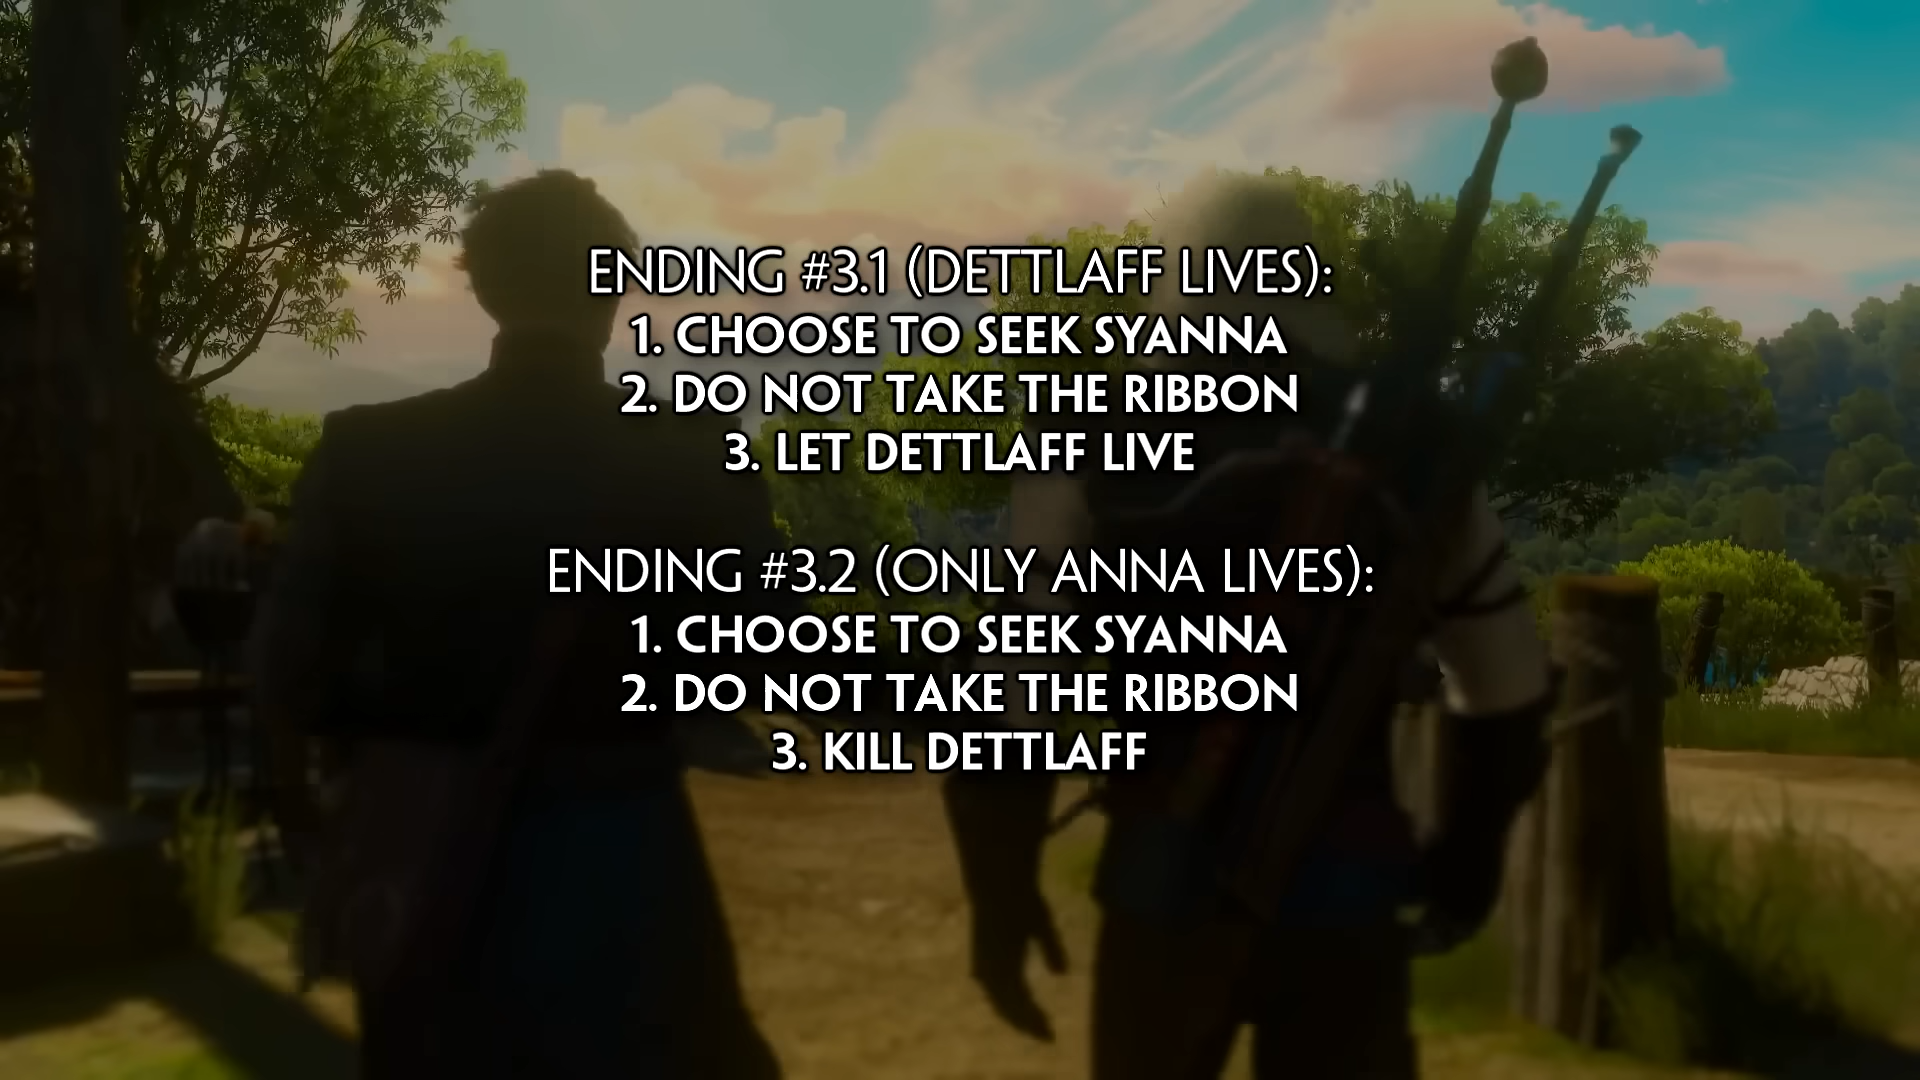 ENDING #3.1 (DETTLAFF LIVES):
1. CHOOSE TO SEEK SYANNA
2. DO NOT TAKE THE RIBBON
3. LET DETTLAFF LIVE
ENDING #3.2 (ONLY ANNA LIVES):
1. CHOOSE TO SEEK SYANNA
2. DO NOT TAKE THE RIBBON
3. KILL DETTLAFF